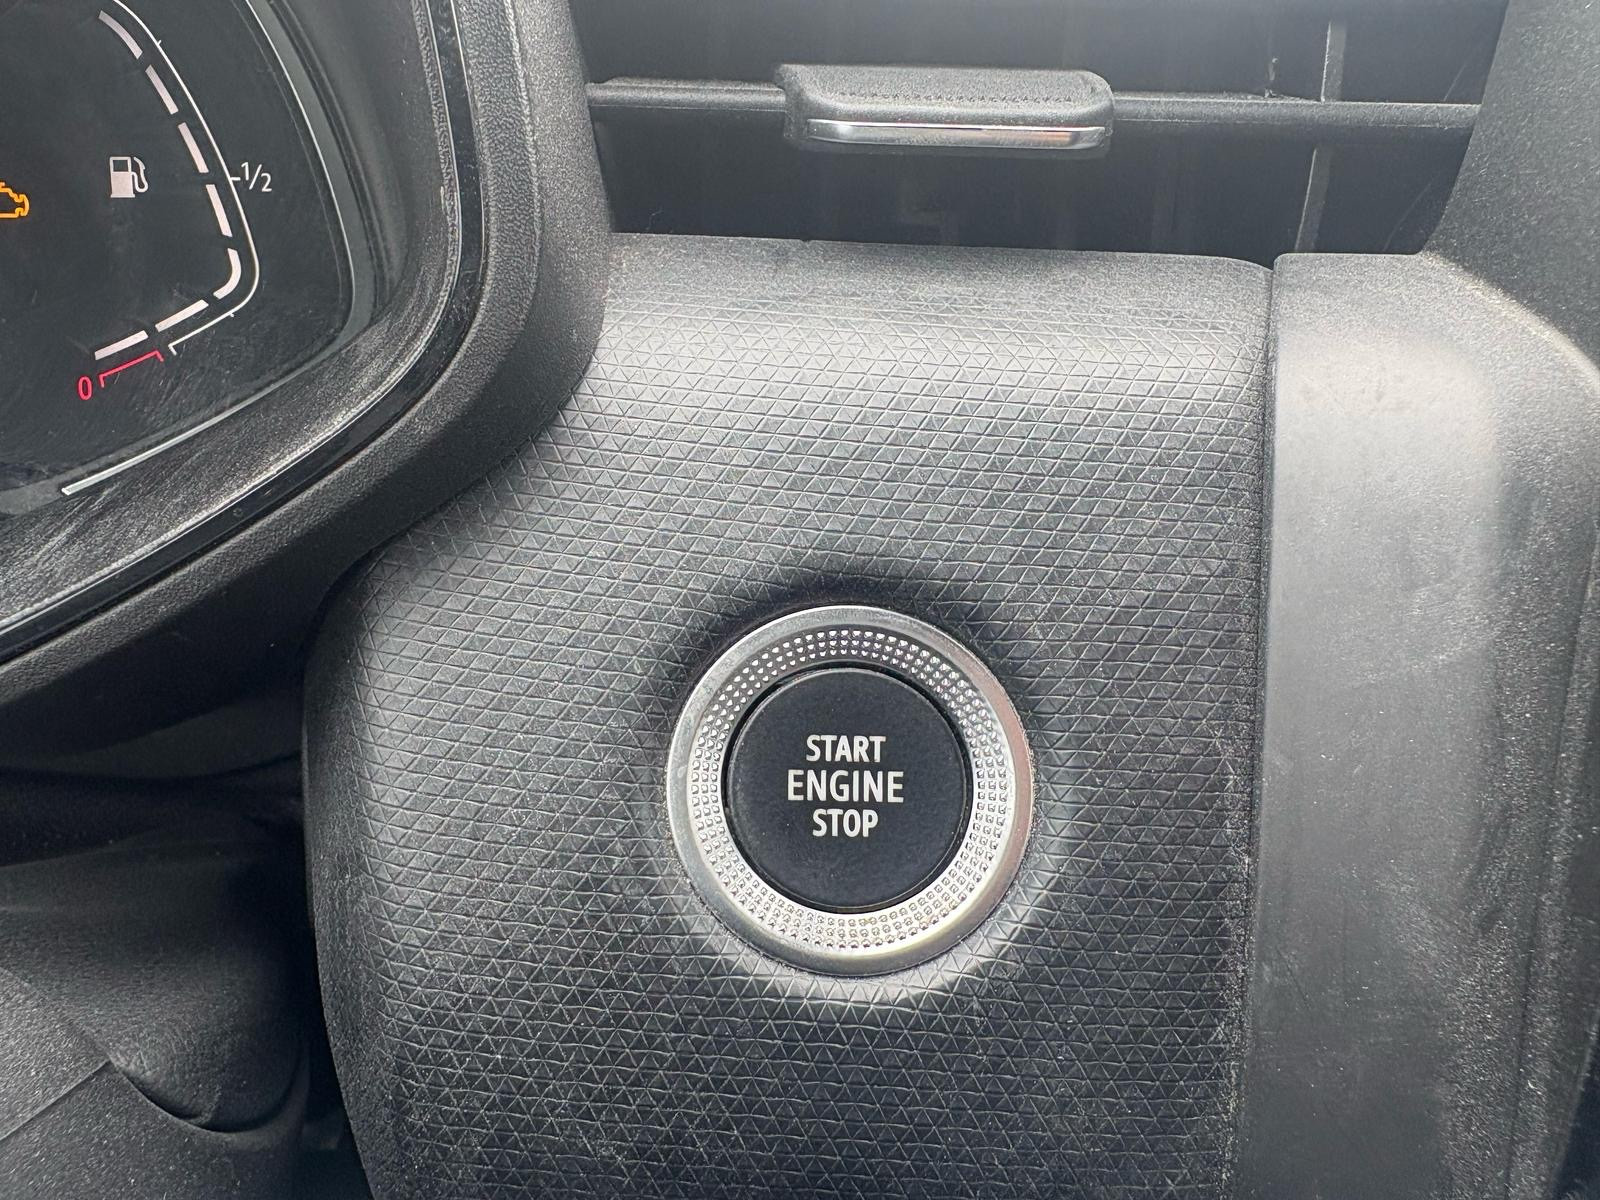 1/2
0
START
ENGINE
STOP